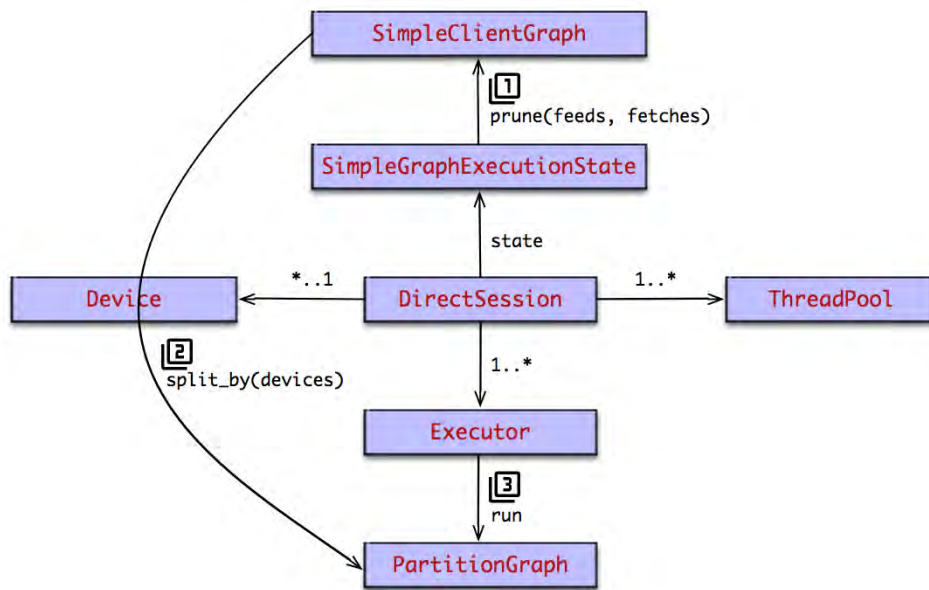 SimpleClientGraph
1
prune(feeds, fetches)
SimpleGraphExecutionState
state
*..1
1..*
Device
DirectSession
ThreadPool
2
split_by(devices)
1..*
Executor
3
run
PartitionGraph